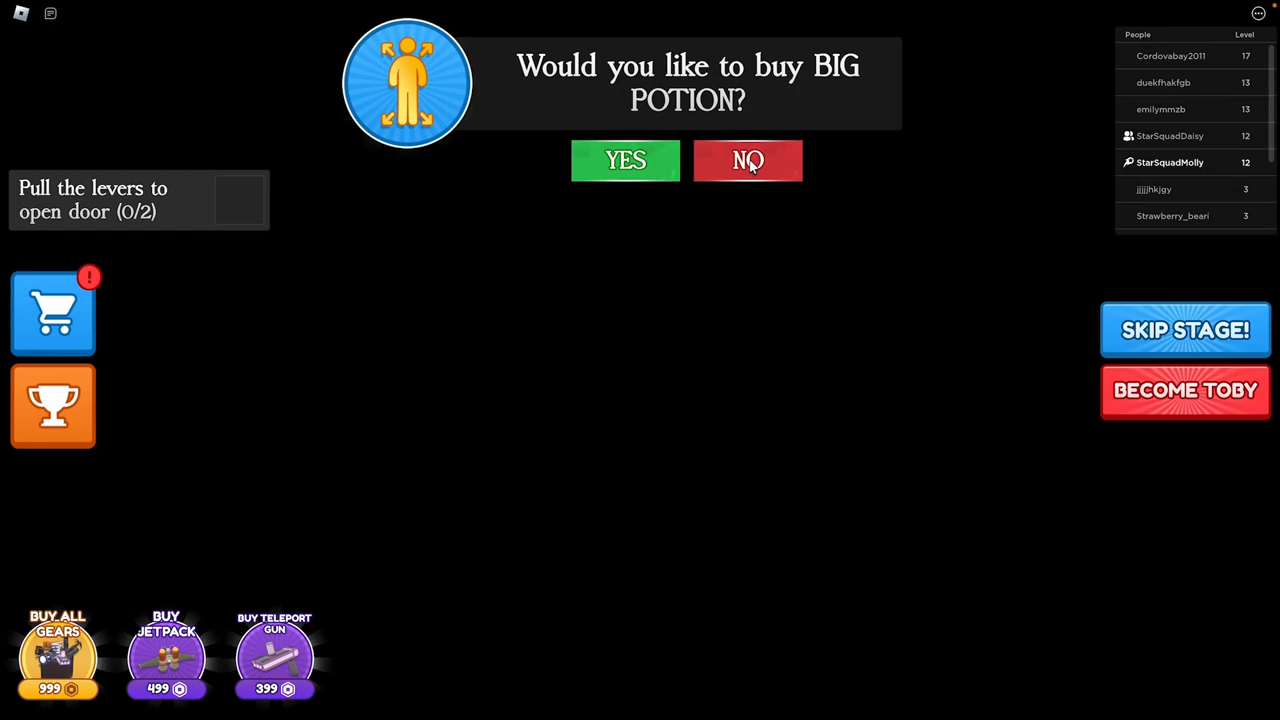 Would you like to buy BIG
POTION?
YES
NO
Pull the levers to
open door (0/2)
!
People Level
Cordovabay2011 17
duekfhakfgb 13
emilymmzb 13
StarSquadDaisy 12
StarSquadMolly 12
jjjjjhkjgy 3
Strawberry_beari 3
SKIP STAGE!
BECOME TOBY
BUY ALL
GEARS
999
BUY
JETPACK
499
BUY TELEPORT
GUN
399